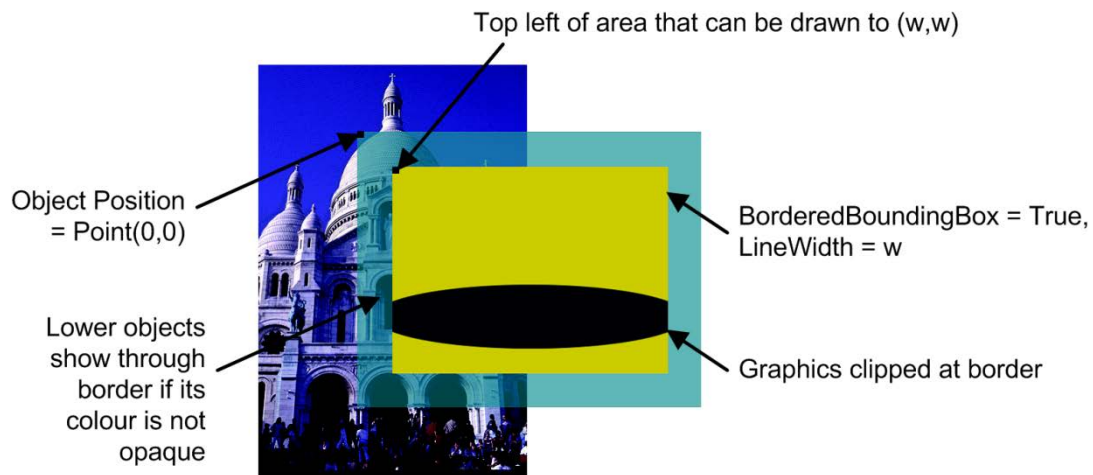 Top left of area that can be drawn to (w,w)
Object Position
= Point(0,0)
BorderedBoundingBox = True,
LineWidth = w
Lower objects
show through
border if its
colour is not
opaque
Graphics clipped at border